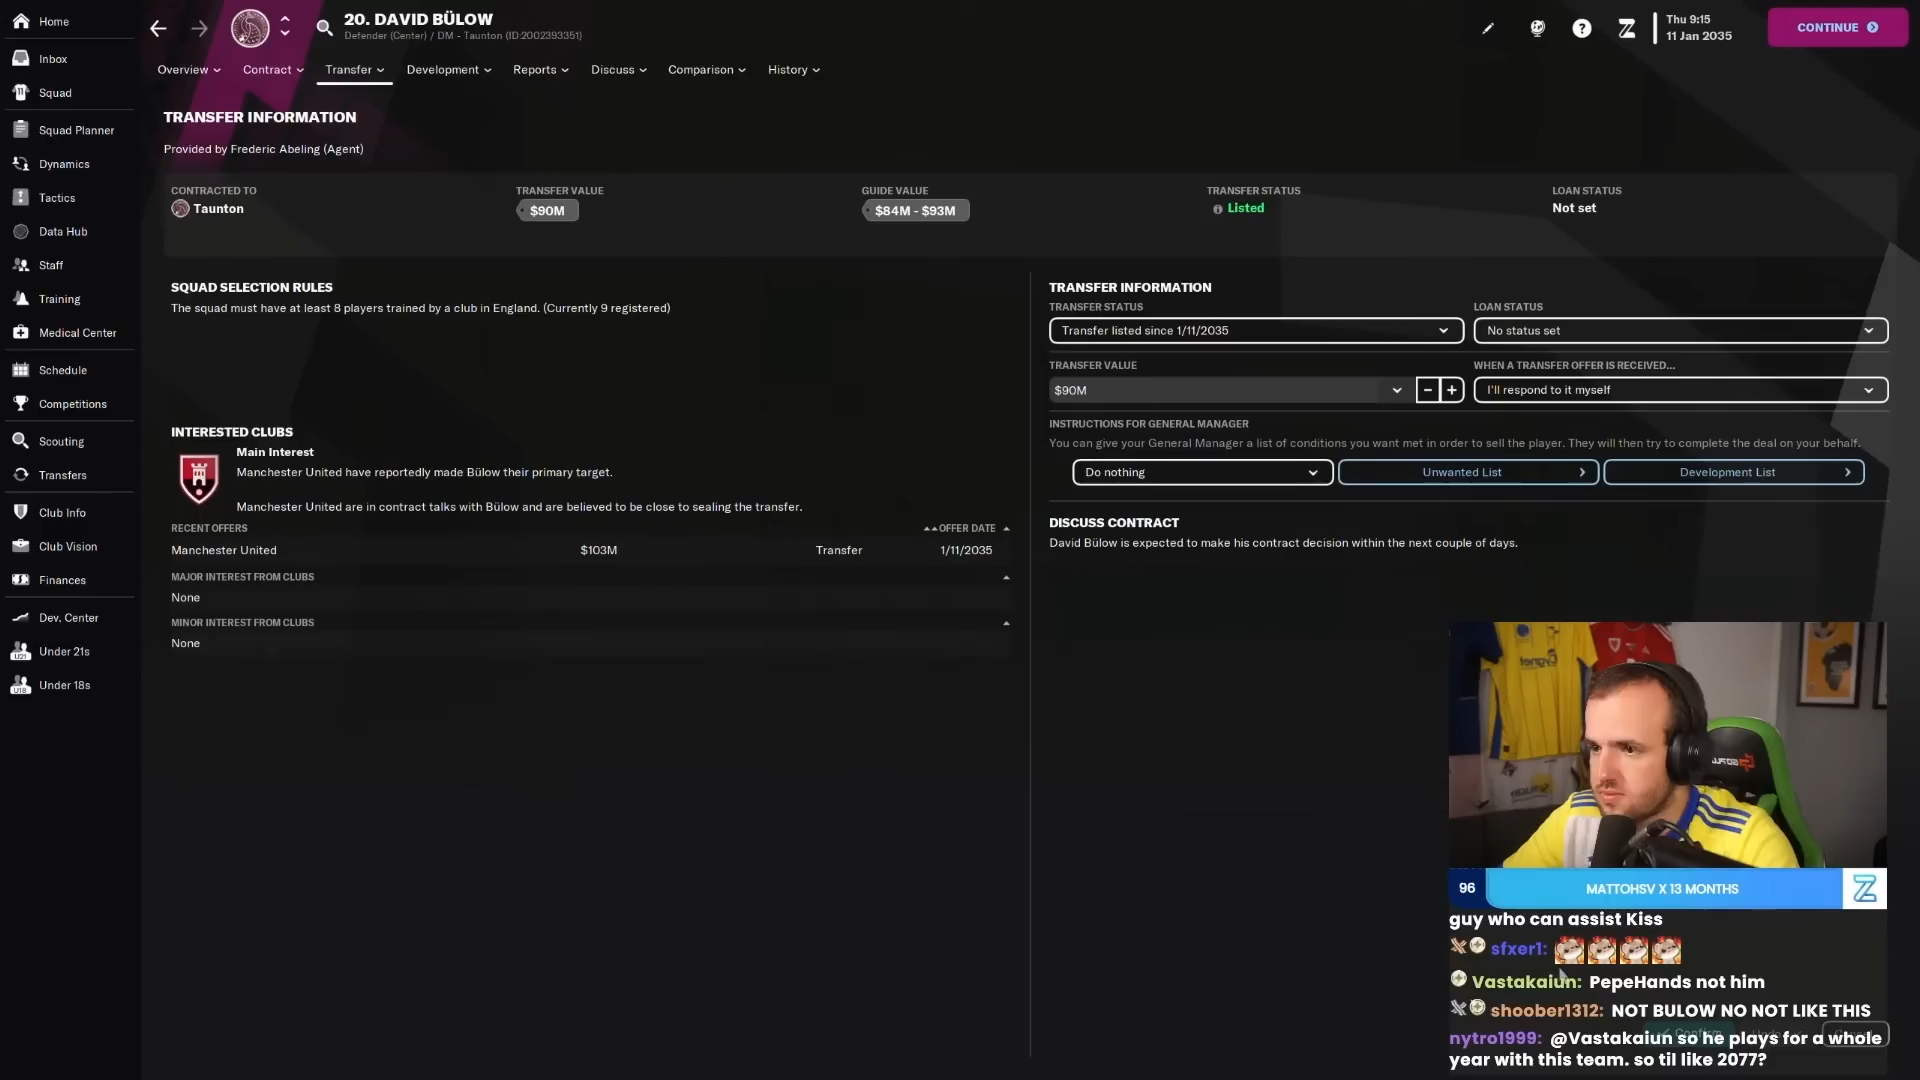 Home
Inbox
Squad
Squad Planner
Dynamics
Tactics
Data Hub
Staff
Training
Medical Center
Schedule
Competitions
Scouting
Transfers
Club Info
Club Vision
Finances
Dev. Center
Under 21s
Under 18s
20. DAVID BÜLOW
Defender (Center) / DM - Taunton (ID:2002393351)
Thu 9:15
11 Jan 2035
CONTINUE
Overview
Contract
Transfer
Development
Reports
Discuss
Comparison
History
TRANSFER INFORMATION
Provided by Frederic Abeling (Agent)
CONTRACTED TO
Taunton
TRANSFER VALUE
$90M
GUIDE VALUE
$84M - $93M
TRANSFER STATUS
Listed
LOAN STATUS
Not set
SQUAD SELECTION RULES
The squad must have at least 8 players trained by a club in England. (Currently 9 registered)
INTERESTED CLUBS
Main Interest
Manchester United have reportedly made Bülow their primary target.
Manchester United are in contract talks with Bülow and are believed to be close to sealing the transfer.
RECENT OFFERS OFFER DATE
Manchester United $103M Transfer 1/11/2035
MAJOR INTEREST FROM CLUBS
None
MINOR INTEREST FROM CLUBS
None
TRANSFER INFORMATION
TRANSFER STATUS
Transfer listed since 1/11/2035
LOAN STATUS
No status set
TRANSFER VALUE
$90M
- +
WHEN A TRANSFER OFFER IS RECEIVED...
I'll respond to it myself
INSTRUCTIONS FOR GENERAL MANAGER
You can give your General Manager a list of conditions you want met in order to sell the player. They will then try to complete the deal on your behalf.
Do nothing
Unwanted List
Development List
DISCUSS CONTRACT
David Bülow is expected to make his contract decision within the next couple of days.
96
MATTOHSV X 13 MONTHS
guy who can assist Kiss
sfxer1:
Vastakaiun: PepeHands not him
shoober1312: NOT BULOW NO NOT LIKE THIS
nytro1999: @Vastakaiun so he plays for a whole
year with this team. so til like 2077?